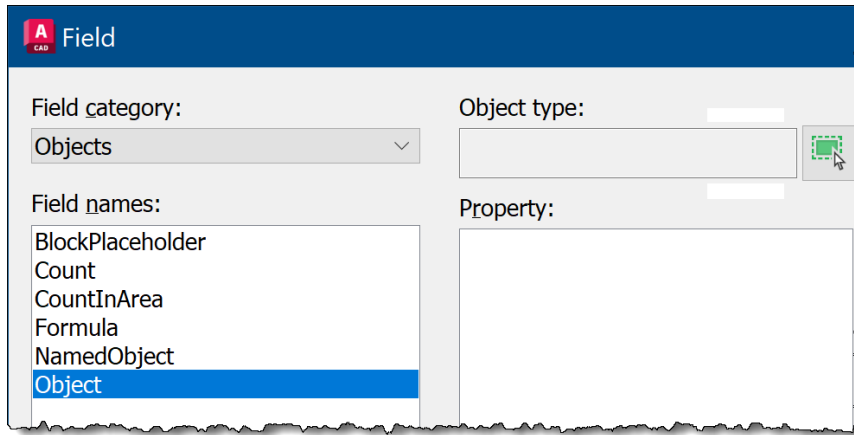 A
CAD
Field
Field category:
Objects
Field names:
BlockPlaceholder
Count
CountInArea
Formula
NamedObject
Object
Object type:
Property: